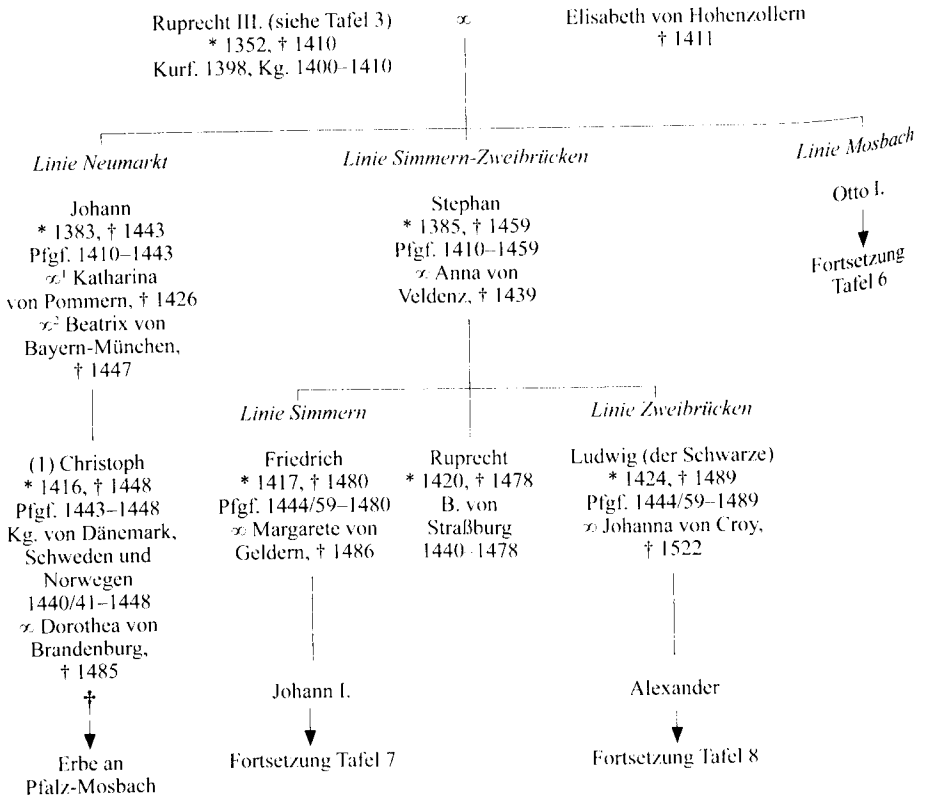 Ruprecht III. (siehe Tafel 3)
* 1352, † 1410
Kurf. 1398, Kg. 1400–1410
∞
Elisabeth von Hohenzollern
† 1411
Linie Neumarkt
Johann
* 1383, † 1443
Pfgf. 1410–1443
∞¹ Katharina
von Pommern, † 1426
∞² Beatrix von
Bayern-München,
† 1447
(1) Christoph
* 1416, † 1448
Pfgf. 1443–1448
Kg. von Dänemark,
Schweden und
Norwegen
1440/41–1448
∞ Dorothea von
Brandenburg,
† 1485
†
Erbe an
Pfalz-Mosbach
Linie Simmern-Zweibrücken
Stephan
* 1385, † 1459
Pfgf. 1410–1459
∞ Anna von
Veldenz, † 1439
Linie Simmern
Friedrich
* 1417, † 1480
Pfgf. 1444/59–1480
∞ Margarete von
Geldern, † 1486
Johann I.
Fortsetzung Tafel 7
Ruprecht
* 1420, † 1478
B. von
Straßburg
1440–1478
Linie Zweibrücken
Ludwig (der Schwarze)
* 1424, † 1489
Pfgf. 1444/59–1489
∞ Johanna von Croy,
† 1522
Alexander
Fortsetzung Tafel 8
Linie Mosbach
Otto I.
Fortsetzung
Tafel 6